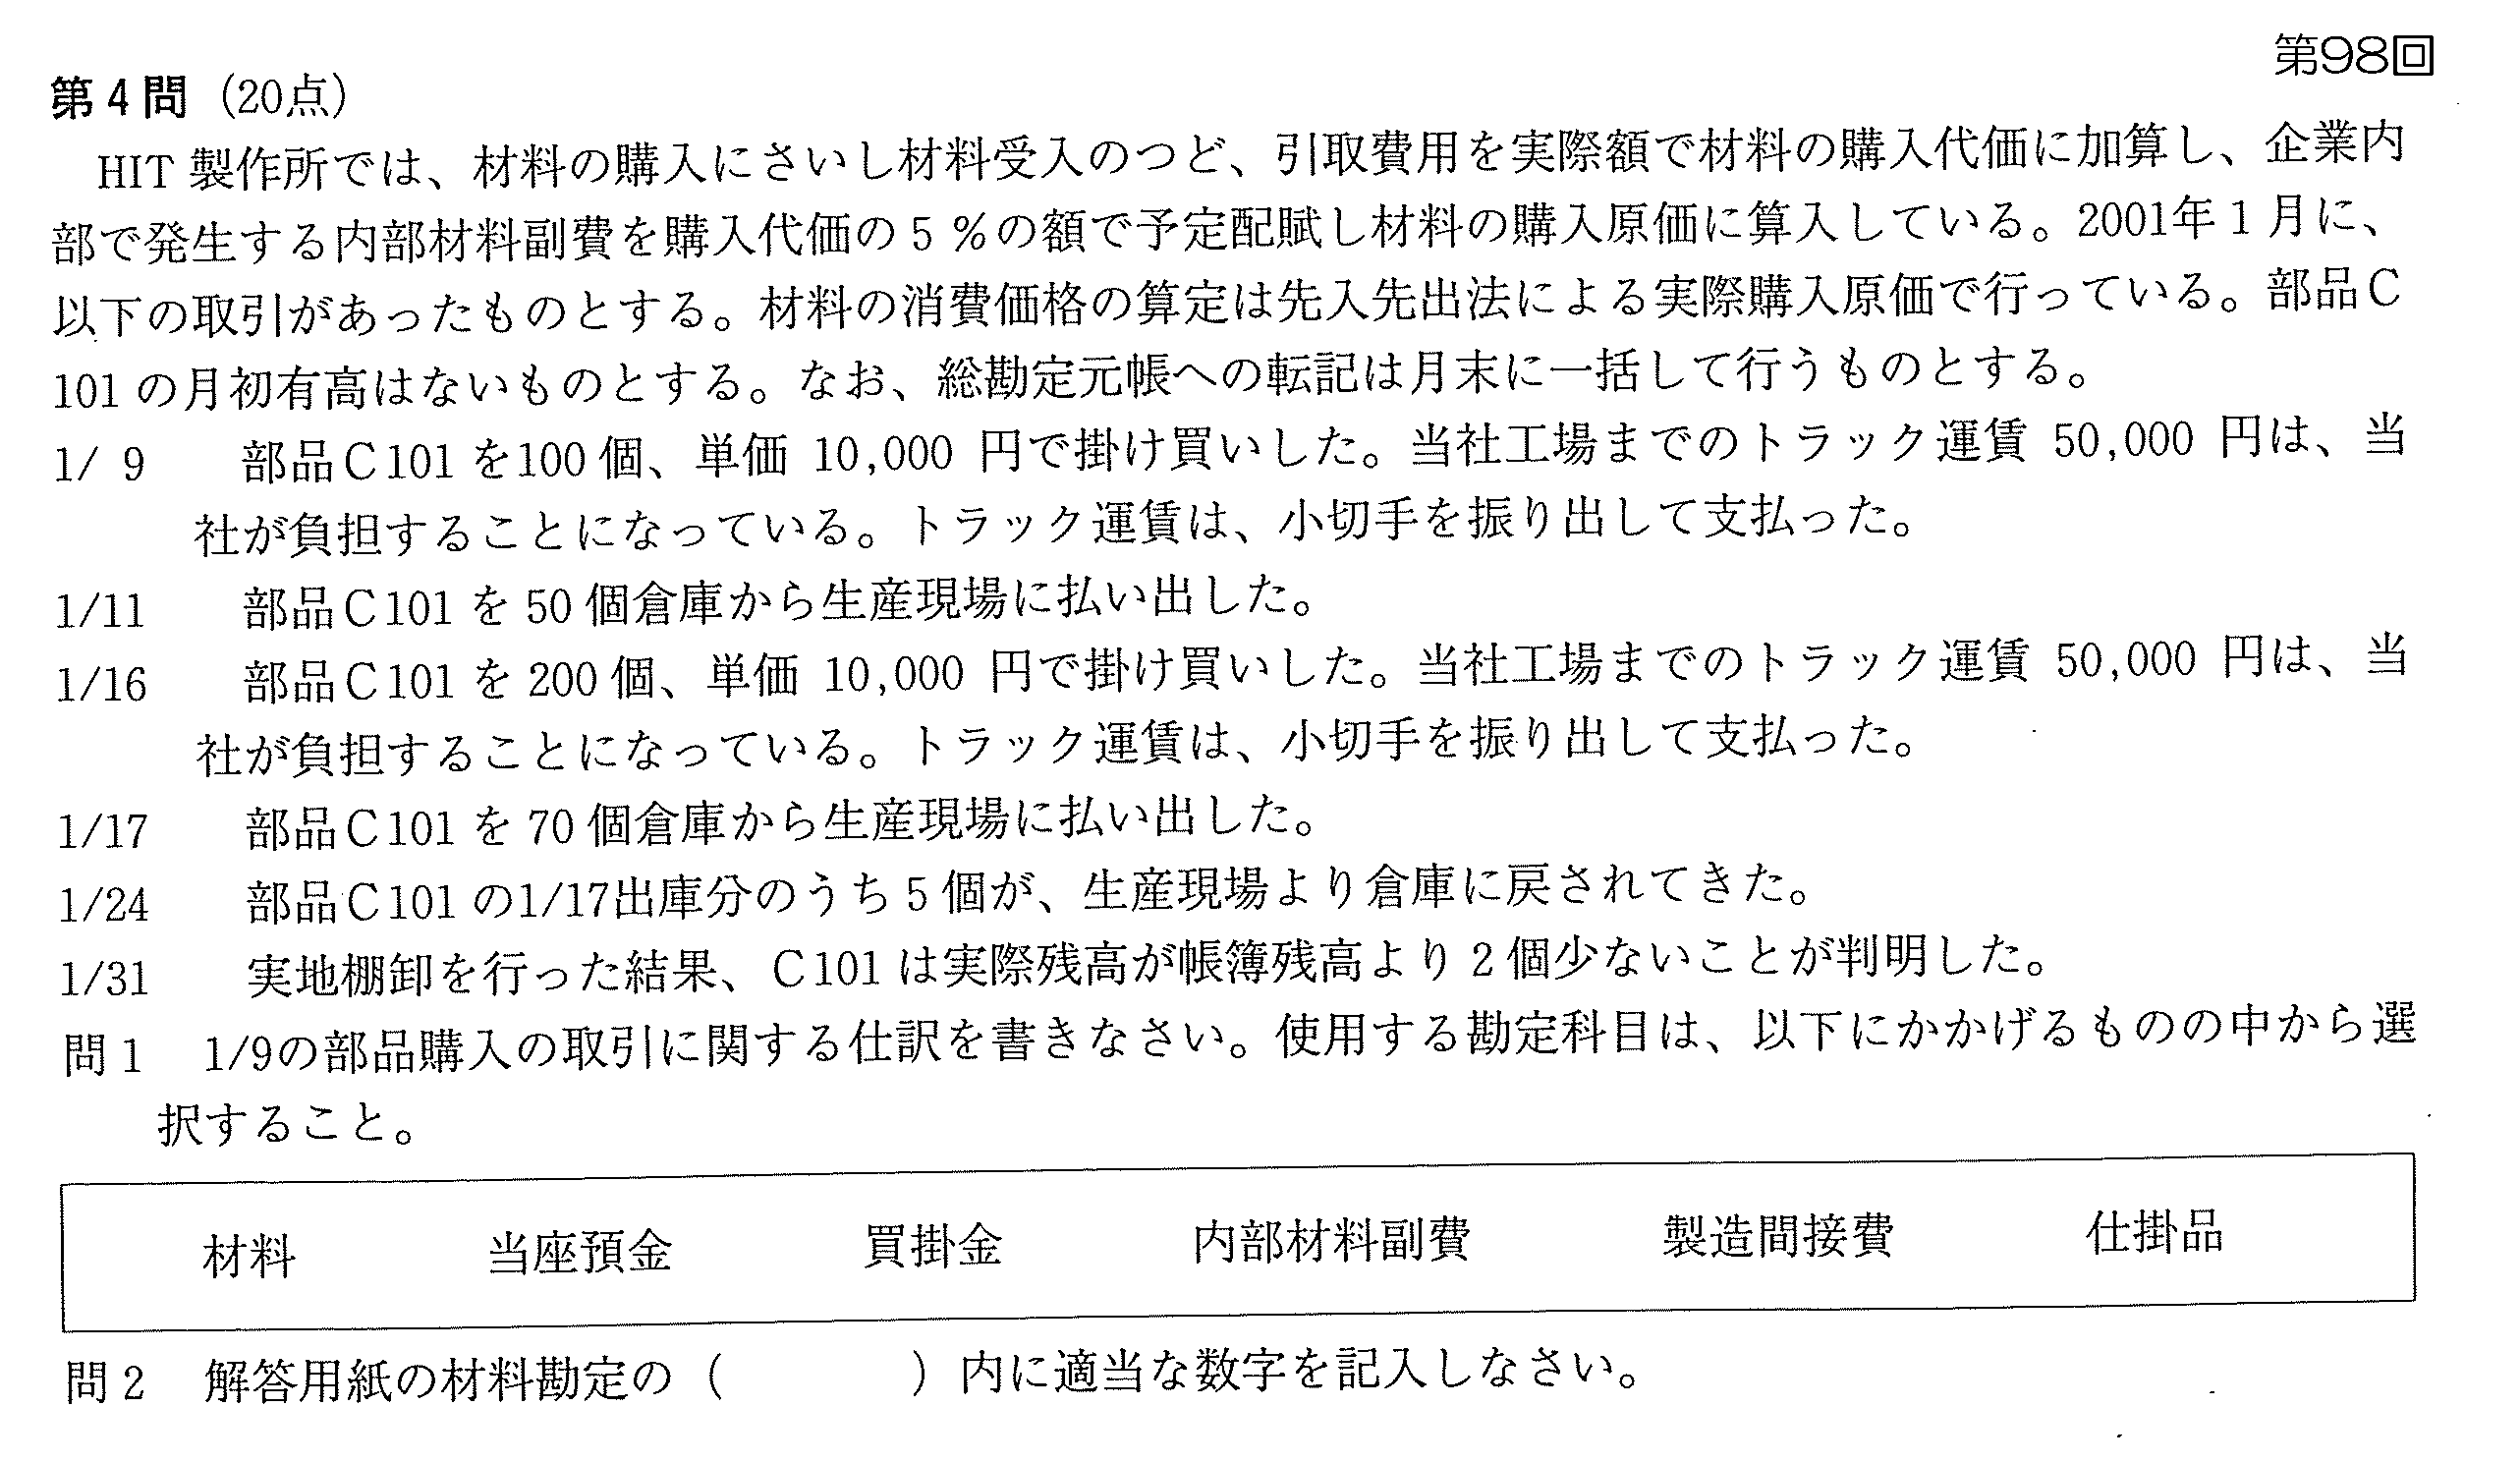 第98回
第4問（20点）
HIT 製作所では、材料の購入にさいし材料受入のつど、引取費用を実際額で材料の購入代価に加算し、企業内
部で発生する内部材料副費を購入代価の 5 %の額で予定配賦し材料の購入原価に算入している。2001年 1 月に、
以下の取引があったものとする。材料の消費価格の算定は先入先出法による実際購入原価で行っている。部品C
101 の月初有高はないものとする。なお、総勘定元帳への転記は月末に一括して行うものとする。
1/ 9 部品C101 を100 個、単価 10,000 円で掛け買いした。当社工場までのトラック運賃 50,000 円は、当
社が負担することになっている。トラック運賃は、小切手を振り出して支払った。
1/11 部品C101 を 50 個倉庫から生産現場に払い出した。
1/16 部品C101 を 200 個、単価 10,000 円で掛け買いした。当社工場までのトラック運賃 50,000 円は、当
社が負担することになっている。トラック運賃は、小切手を振り出して支払った。
1/17 部品C101 を 70 個倉庫から生産現場に払い出した。
1/24 部品C101 の1/17出庫分のうち 5 個が、生産現場より倉庫に戻されてきた。
1/31 実地棚卸を行った結果、C101 は実際残高が帳簿残高より 2 個少ないことが判明した。
問1 1/9の部品購入の取引に関する仕訳を書きなさい。使用する勘定科目は、以下にかかげるものの中から選
択すること。
材料 当座預金 買掛金 内部材料副費 製造間接費 仕掛品
問2 解答用紙の材料勘定の（ ）内に適当な数字を記入しなさい。